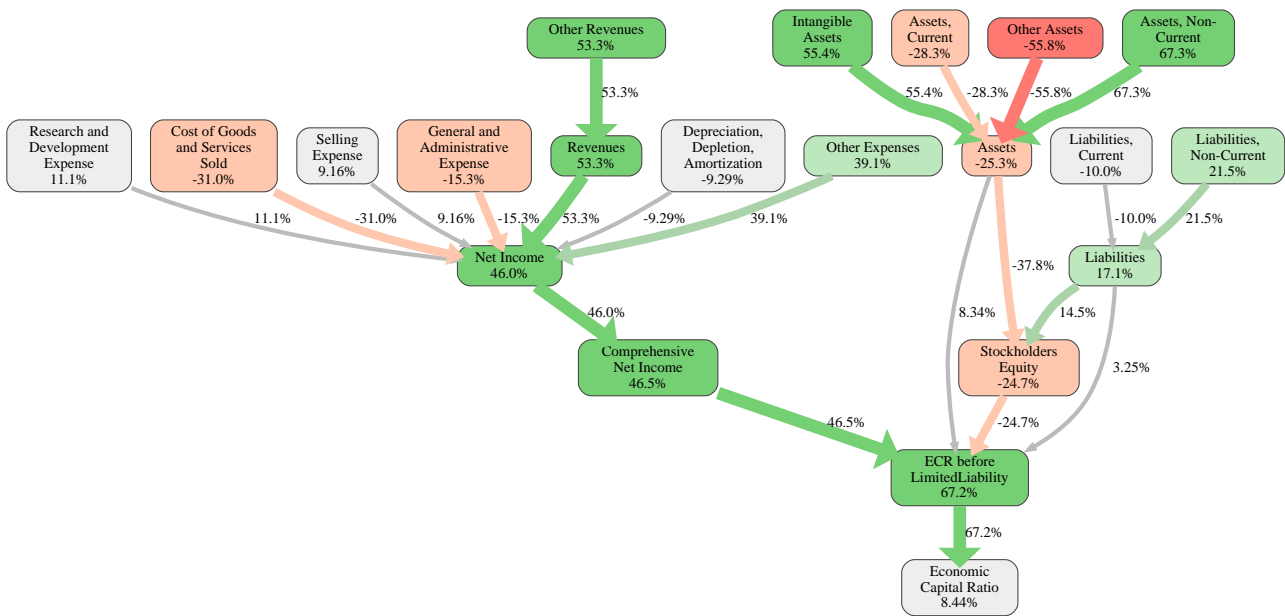 Other Revenues
53.3%
Intangible
Assets
55.4%
Assets,
Current
-28.3%
Other Assets
-55.8%
Assets, Non-
Current
67.3%
53.3%
55.4%
-28.3%
-55.8%
67.3%
Research and
Development
Expense
11.1%
Cost of Goods
and Services
Sold
-31.0%
Selling
Expense
9.16%
General and
Administrative
Expense
-15.3%
Revenues
53.3%
Depreciation,
Depletion,
Amortization
-9.29%
Other Expenses
39.1%
Assets
-25.3%
Liabilities,
Current
-10.0%
Liabilities,
Non-Current
21.5%
11.1%
-31.0%
9.16%
-15.3%
53.3%
-9.29%
39.1%
-10.0%
21.5%
Net Income
46.0%
-37.8%
Liabilities
17.1%
46.0%
8.34%
14.5%
Comprehensive
Net Income
46.5%
Stockholders
Equity
-24.7%
3.25%
46.5%
-24.7%
ECR before
LimitedLiability
67.2%
67.2%
Economic
Capital Ratio
8.44%